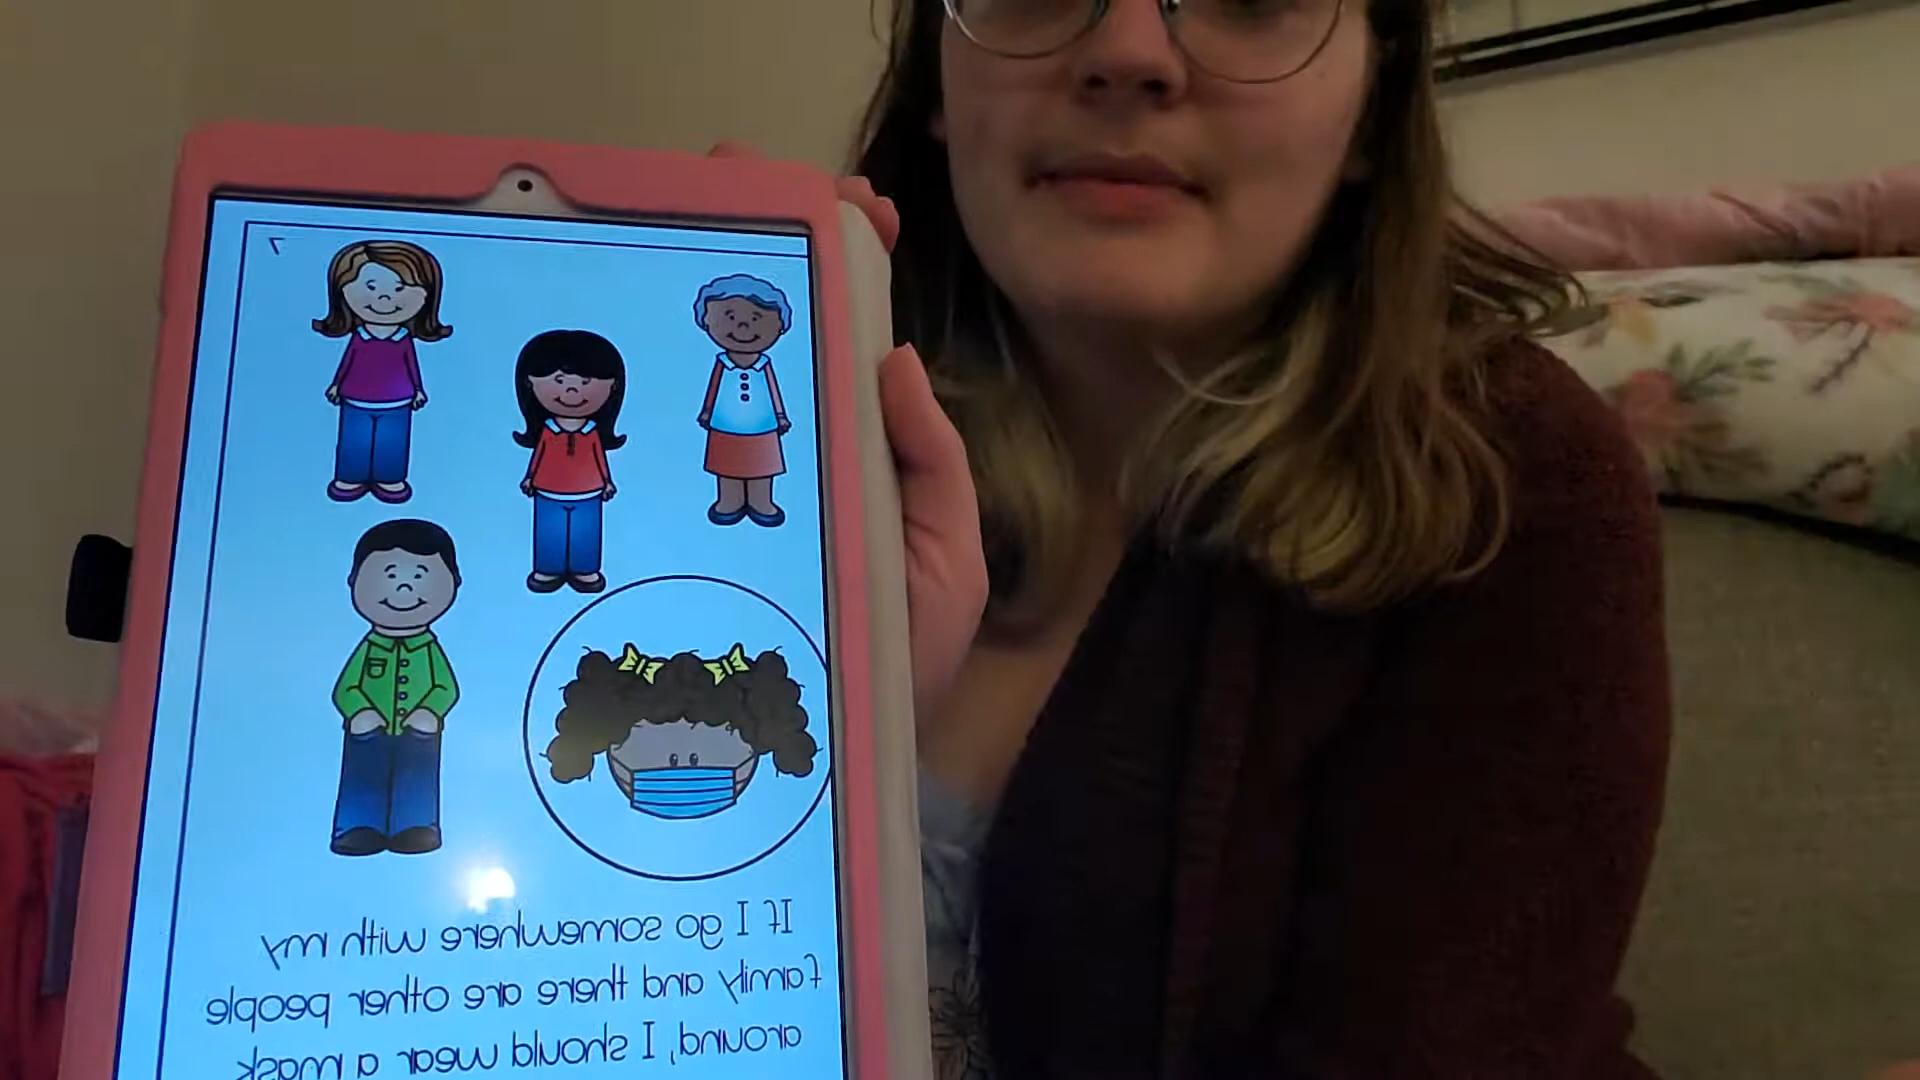 7
If I go somewhere with my
family and there are other people
around, I should wear a mask